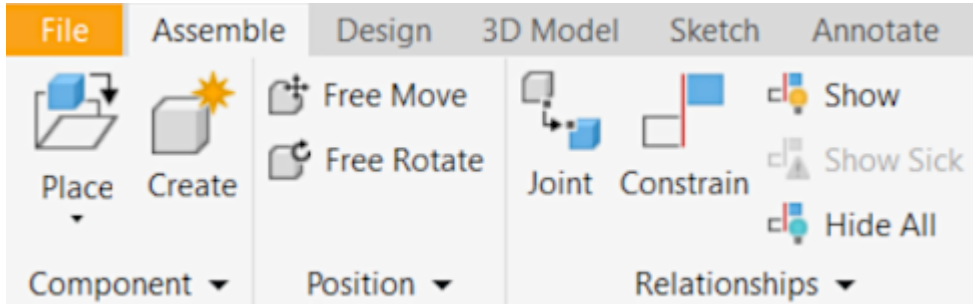 File Assemble Design 3D Model Sketch Annotate
Place
Create
Free Move
Free Rotate
Joint
Constrain
Show
Show Sick
Hide All
Component
Position
Relationships